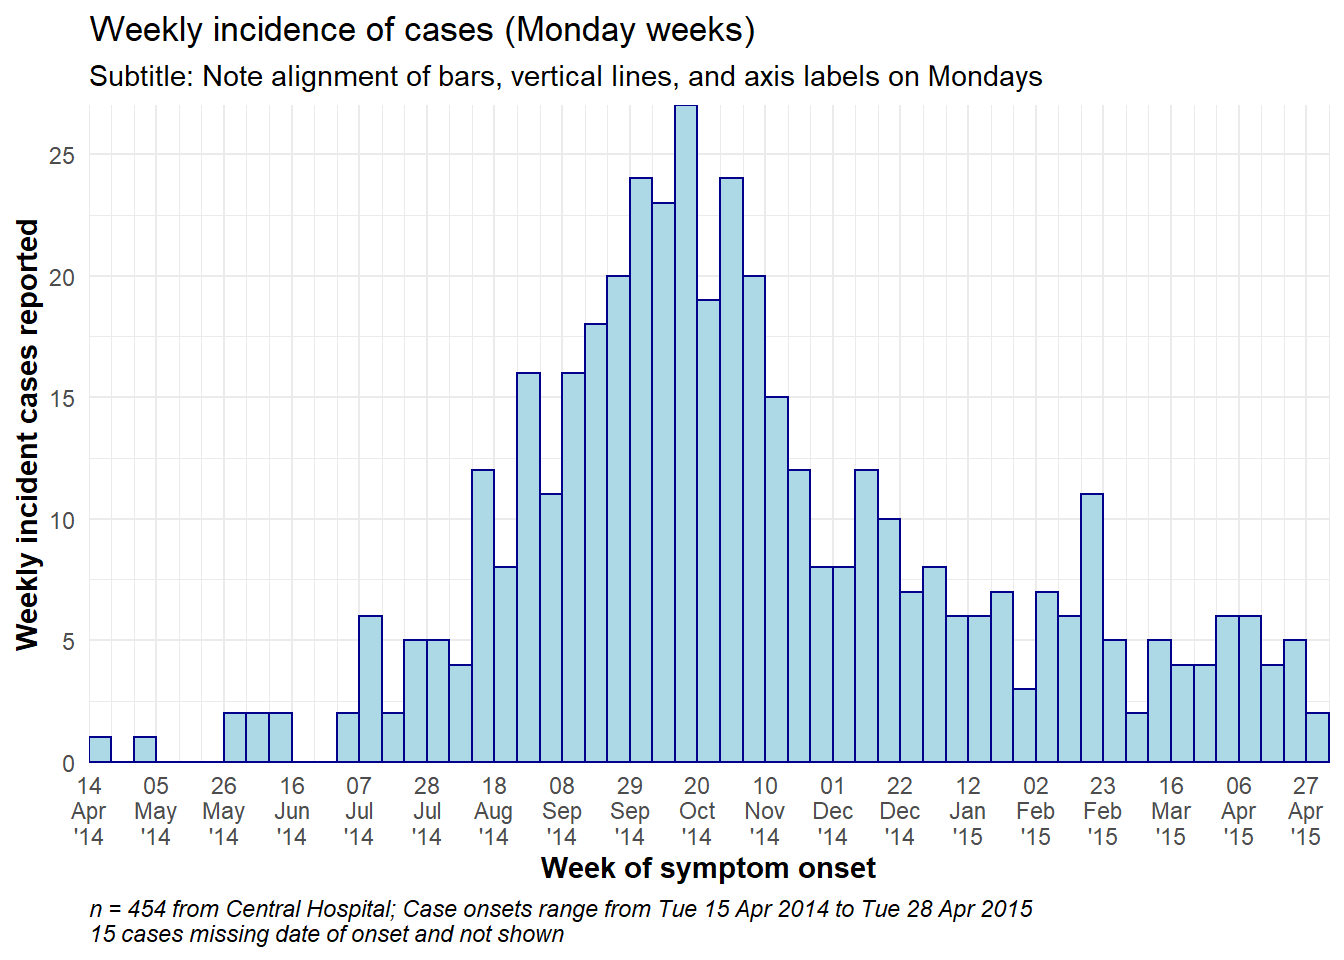 Weekly incidence of cases (Monday weeks)
Subtitle: Note alignment of bars, vertical lines, and axis labels on Mondays
Weekly incident cases reported
25
20
15
10
5
0
14 05 26 16 07 28 18 08 29 20 10 01 22 12 02 23 16 06 27
Apr May May Jun Jul Jul Aug Sep Sep Oct Nov Dec Dec Jan Feb Feb Mar Apr Apr
'14 '14 '14 '14 '14 '14 '14 '14 '14 '14 '14 '14 '14 '15 '15 '15 '15 '15 '15
Week of symptom onset
n = 454 from Central Hospital; Case onsets range from Tue 15 Apr 2014 to Tue 28 Apr 2015
15 cases missing date of onset and not shown